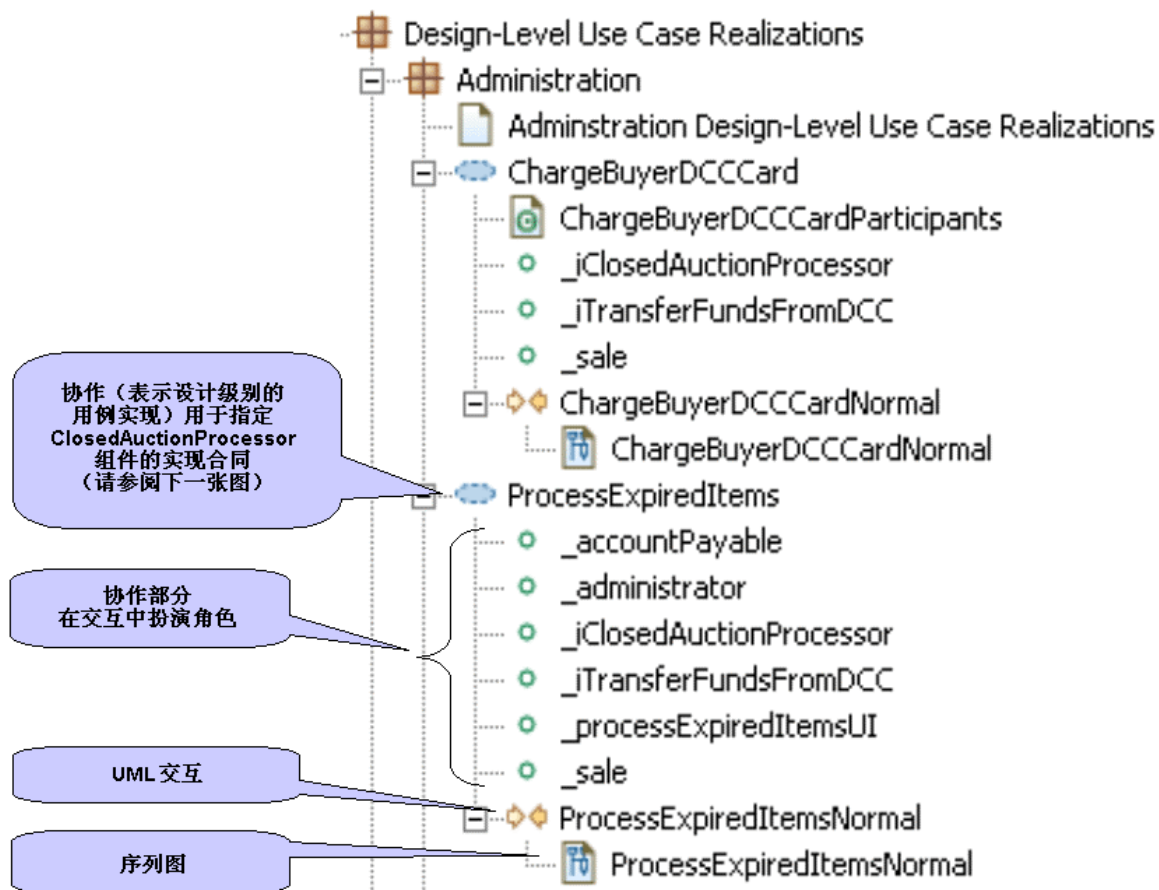 Design-Level Use Case Realizations
Administration
Adminstration Design-Level Use Case Realizations
ChargeBuyerDCCCard
ChargeBuyerDCCCardParticipants
_iClosedAuctionProcessor
_iTransferFundsFromDCC
_sale
ChargeBuyerDCCCardNormal
ChargeBuyerDCCCardNormal
协作（表示设计级别的
用例实现）用于指定
ClosedAuctionProcessor
组件的实现合同
（请参阅下一张图）
ProcessExpiredItems
_accountPayable
_administrator
_iClosedAuctionProcessor
_iTransferFundsFromDCC
_processExpiredItemsUI
_sale
协作部分
在交互中扮演角色
UML 交互
ProcessExpiredItemsNormal
序列图
ProcessExpiredItemsNormal